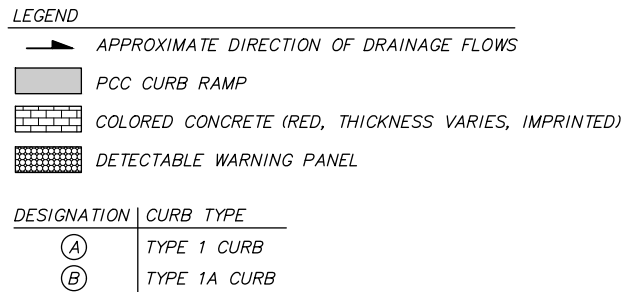 LEGEND
APPROXIMATE DIRECTION OF DRAINAGE FLOWS
PCC CURB RAMP
COLORED CONCRETE (RED, THICKNESS VARIES, IMPRINTED)
DETECTABLE WARNING PANEL
DESIGNATION CURB TYPE
A TYPE 1 CURB
B TYPE 1A CURB